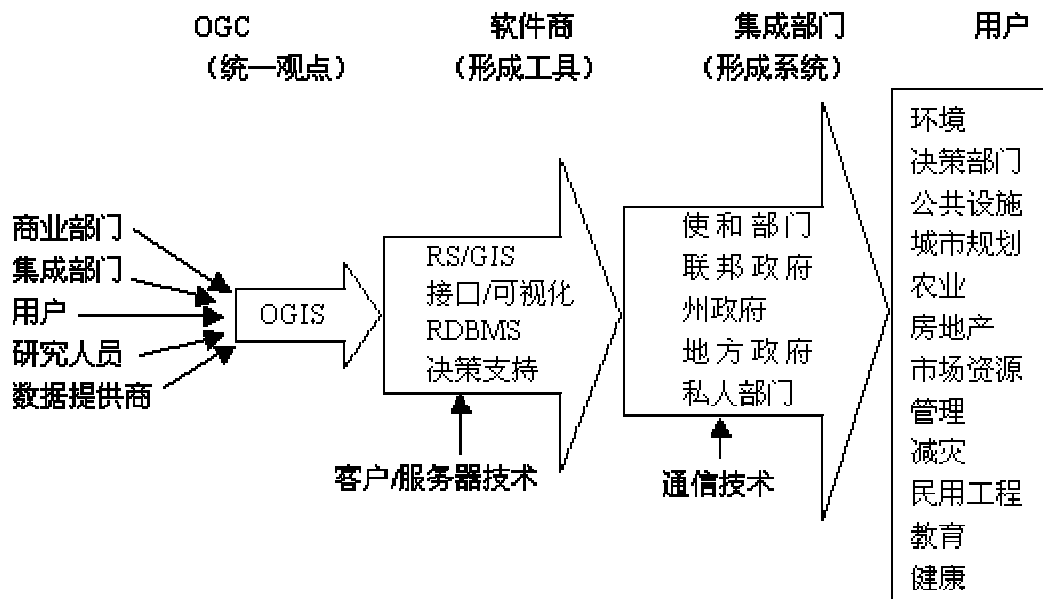 OGC
（统一观点）
软件商
（形成工具）
集成部门
（形成系统）
用户
商业部门
集成部门
用户
研究人员
数据提供商
OGIS
RS/GIS
接口/可视化
RDBMS
决策支持
客户/服务器技术
使和部门
联邦政府
州政府
地方政府
私人部门
通信技术
环境
决策部门
公共设施
城市规划
农业
房地产
市场资源
管理
减灾
民用工程
教育
健康